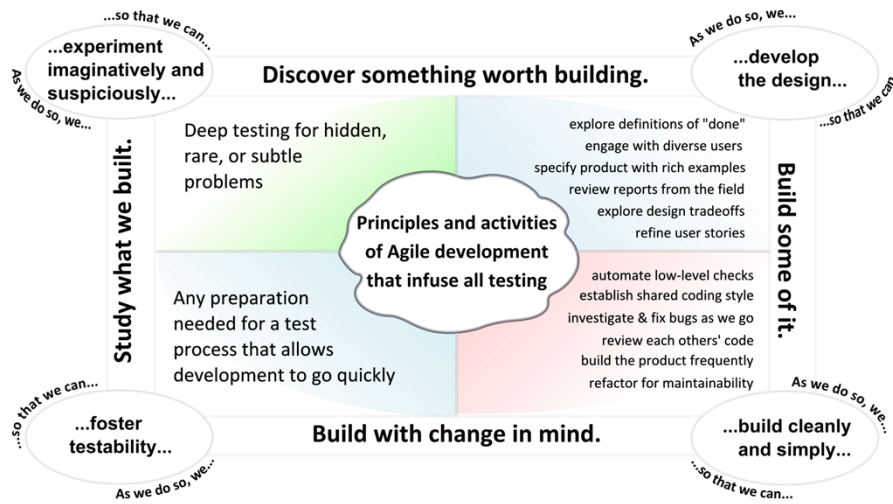 ...so that we can...
...experiment
imaginatively and
suspiciously...
As we do so, we...
Discover something worth building.
As we do so, we...
...develop
the design...
...so that we can
Study what we built.
Deep testing for hidden,
rare, or subtle
problems
explore definitions of "done"
engage with diverse users
specify product with rich examples
review reports from the field
explore design tradeoffs
refine user stories
Principles and activities
of Agile development
that infuse all testing
Build some of it.
Any preparation
needed for a test
process that allows
development to go quickly
automate low-level checks
establish shared coding style
investigate & fix bugs as we go
review each others' code
build the product frequently
refactor for maintainability
...so that we can...
...foster
testability...
As we do so, we...
Build with change in mind.
As we do so, we...
...build cleanly
and simply...
...so that we can...